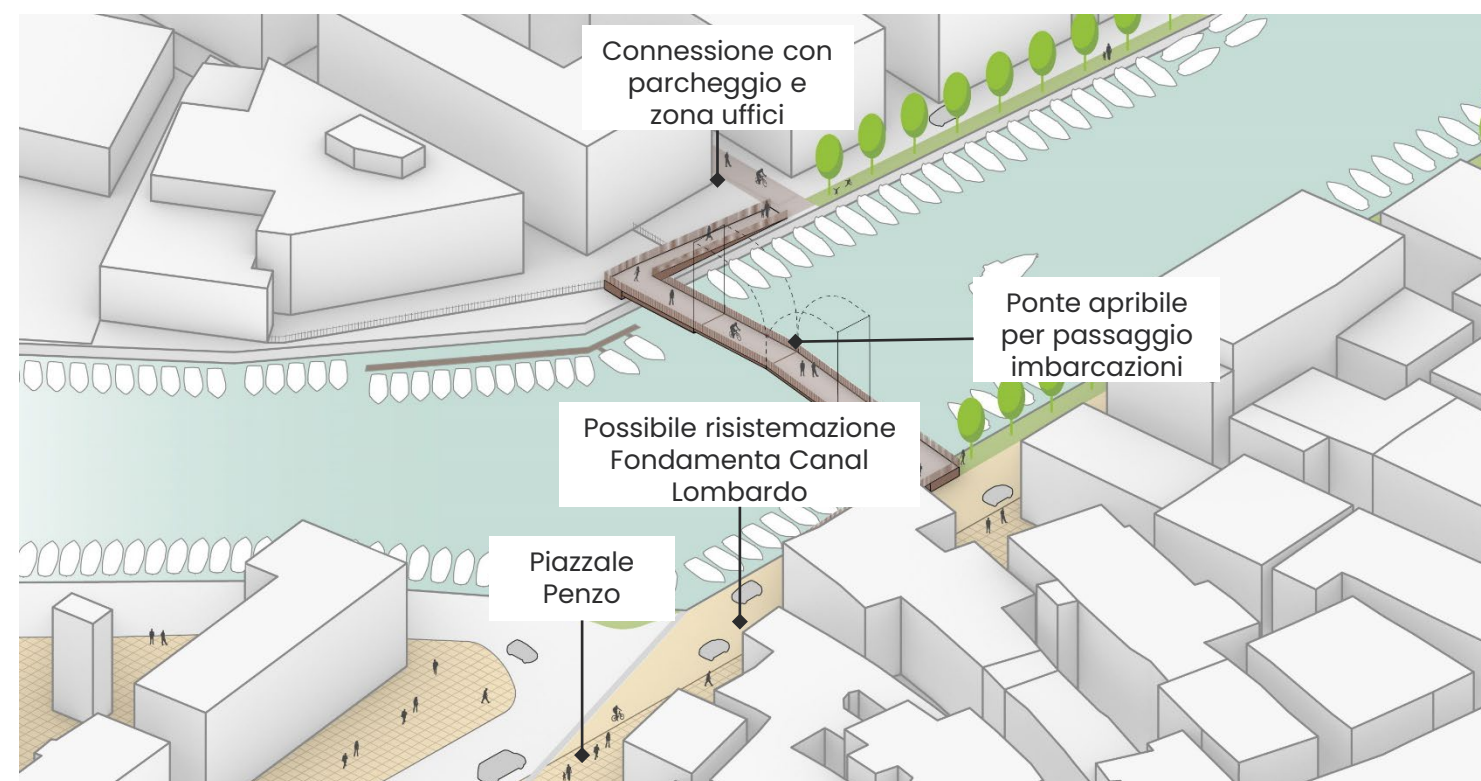 Connessione con
parcheggio e
zona uffici
Ponte apribile
per passaggio
imbarcazioni
Possibile risistemazione
Fondamenta Canal
Lombardo
Piazzale
Penzo